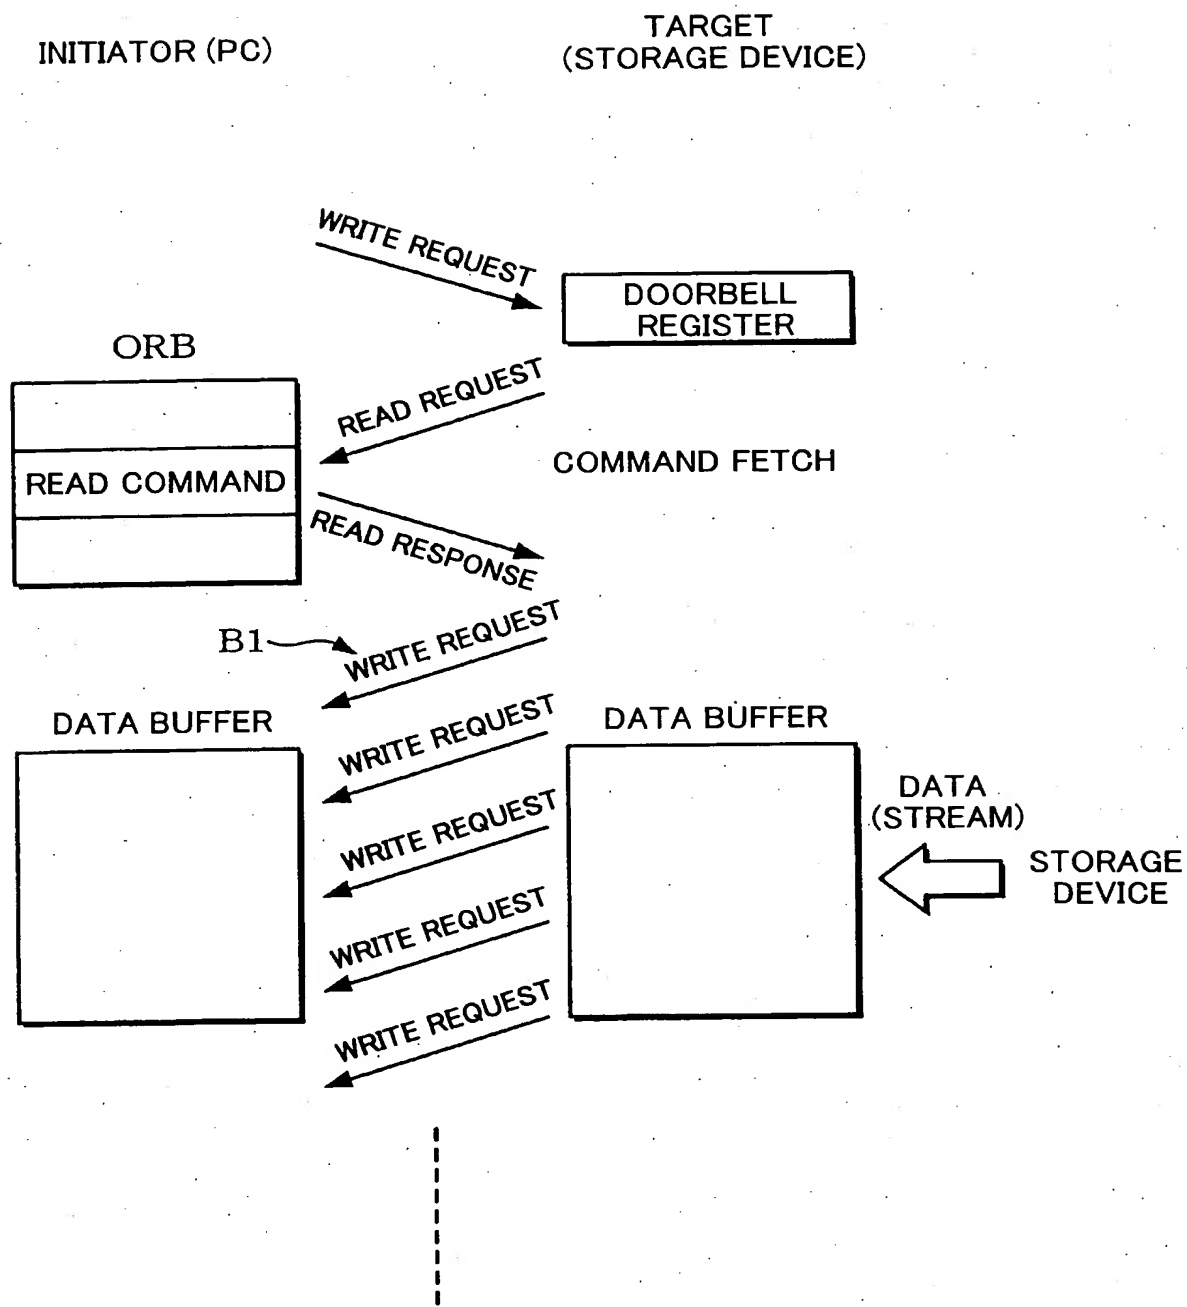 INITIATOR (PC)
TARGET
(STORAGE DEVICE)
WRITE REQUEST
DOORBELL
REGISTER
ORB
READ REQUEST
READ COMMAND
COMMAND FETCH
READ RESPONSE
B1
WRITE REQUEST
DATA BUFFER
WRITE REQUEST
DATA BUFFER
WRITE REQUEST
DATA
(STREAM)
STORAGE
DEVICE
WRITE REQUEST
WRITE REQUEST